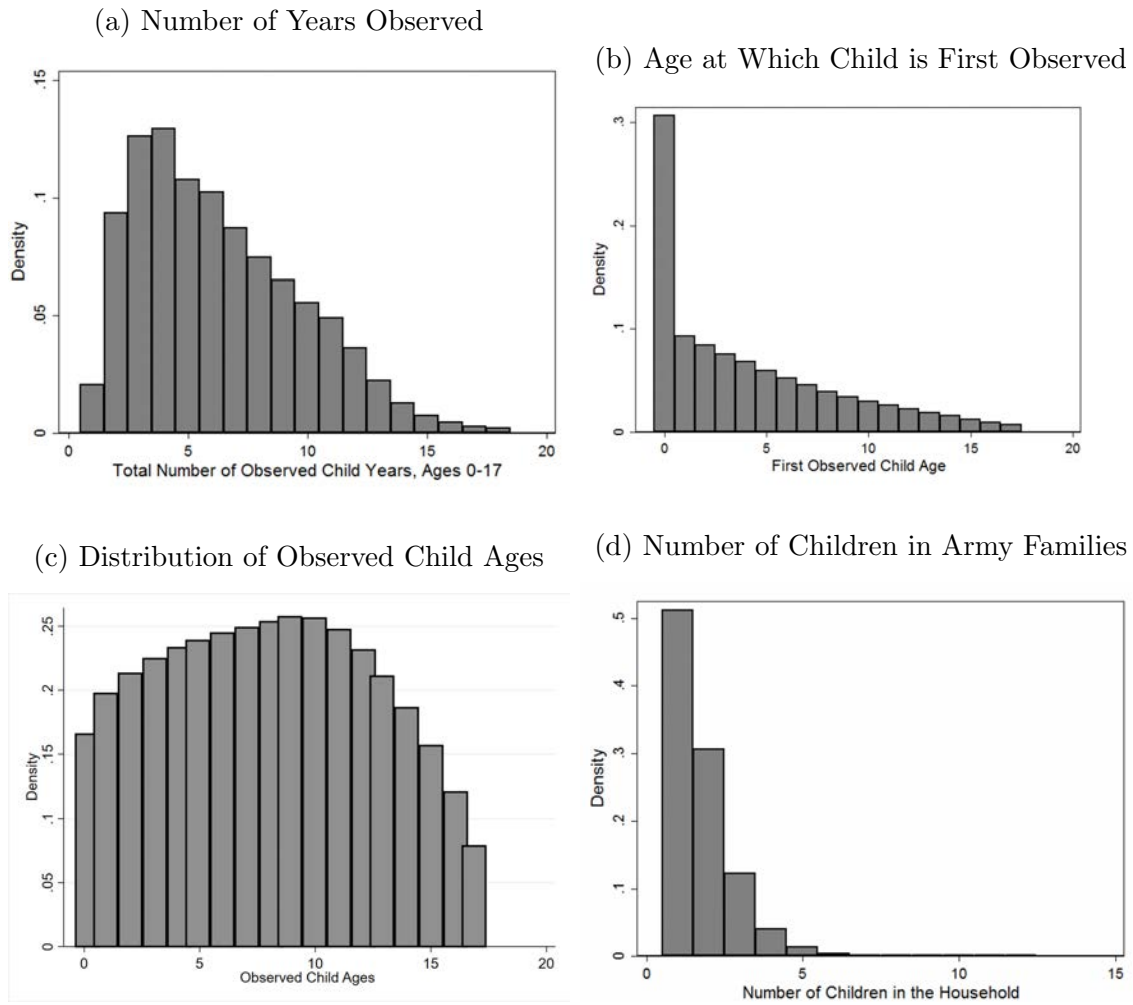 (a) Number of Years Observed
Density
0
.05
.1
.15
0 5 10 15 20
Total Number of Observed Child Years, Ages 0-17
(b) Age at Which Child is First Observed
Density
0
.1
.2
.3
0 5 10 15 20
First Observed Child Age
(c) Distribution of Observed Child Ages
Density
0
.05
.1
.15
.2
.25
0 5 10 15 20
Observed Child Ages
(d) Number of Children in Army Families
Density
0
.1
.2
.3
.4
.5
0 5 10 15
Number of Children in the Household